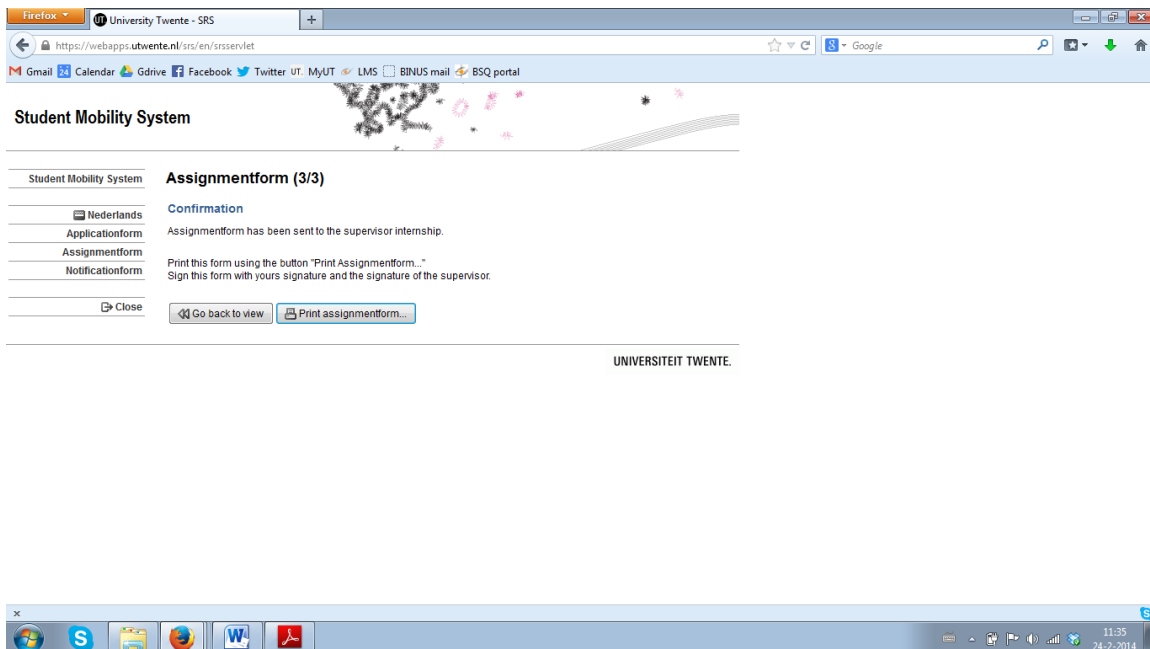 Firefox
University Twente - SRS
https://webapps.utwente.nl/srs/en/srsservlet
Google
Gmail 24 Calendar Gdrive Facebook Twitter UT. MyUT LMS BINUS mail BSQ portal
Student Mobility System
Student Mobility System
Nederlands
Applicationform
Assignmentform
Notificationform
Close
Assignmentform (3/3)
Confirmation
Assignmentform has been sent to the supervisor internship.
Print this form using the button "Print Assignmentform..."
Sign this form with yours signature and the signature of the supervisor.
Go back to view Print assignmentform...
UNIVERSITEIT TWENTE.
11:35
24-2-2014